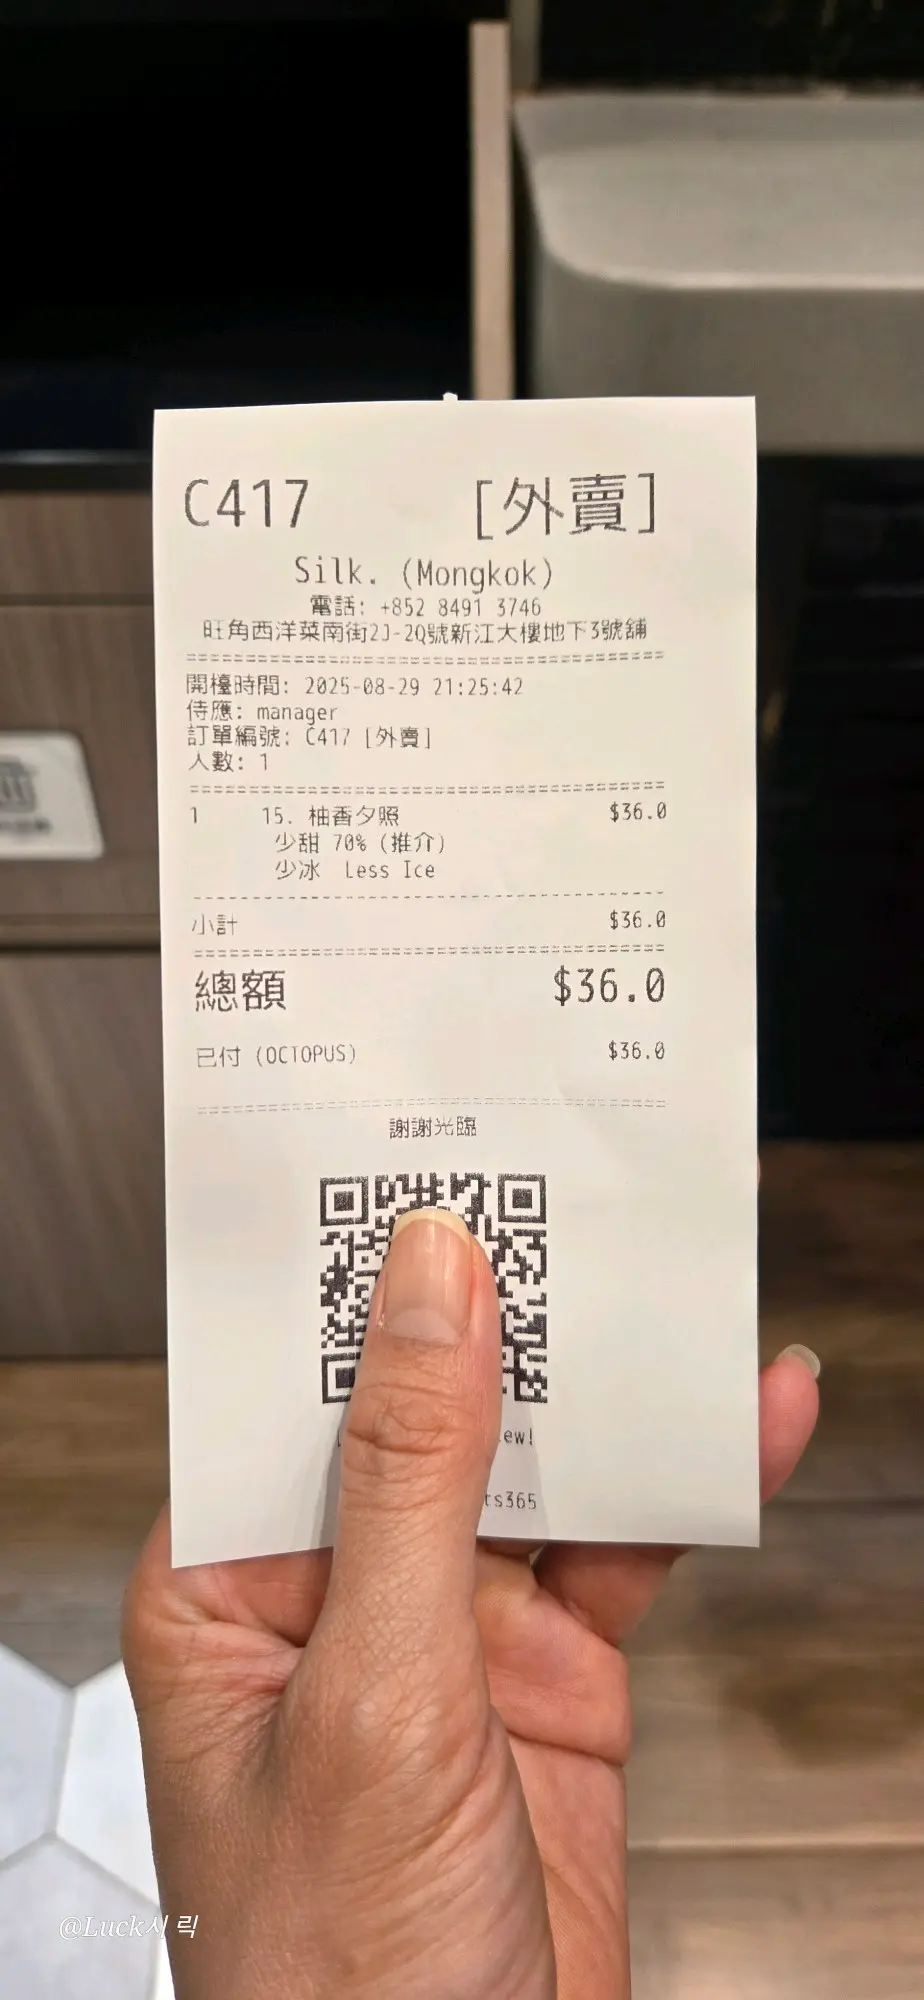 C417 [外賣]
Silk. (Mongkok)
電話: +852 8491 3746
旺角西洋菜南街2J-2Q號新江大樓地下3號舖
開檯時間: 2025-08-29 21:25:42
侍應: manager
訂單編號: C417 [外賣]
人數: 1
1 15. 柚香夕照 $36.0
少甜 70% (推介)
少冰 Less Ice
小計 $36.0
總額 $36.0
已付 (OCTOPUS) $36.0
謝謝光臨
@Luck시 릭